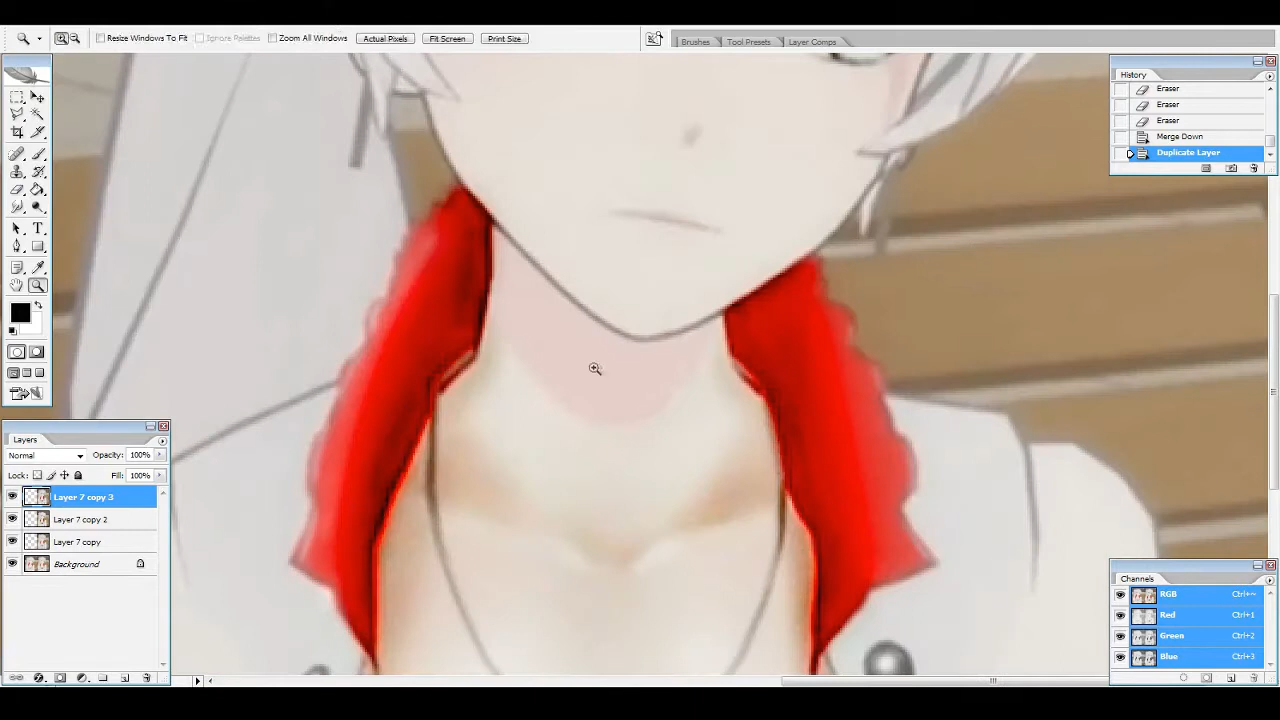 Resize Windows To Fit Ignore Palettes Zoom All Windows Actual Pixels Fit Screen Print Size Brushes Tool Presets Layer Comps
History
Eraser
Eraser
Eraser
Merge Down
Duplicate Layer
T
Layers
Normal Opacity: 100%
Lock: Fill: 100%
Layer 7 copy 3
Layer 7 copy 2
Layer 7 copy
Background
Channels
RGB Ctrl+~
Red Ctrl+1
Green Ctrl+2
Blue Ctrl+3